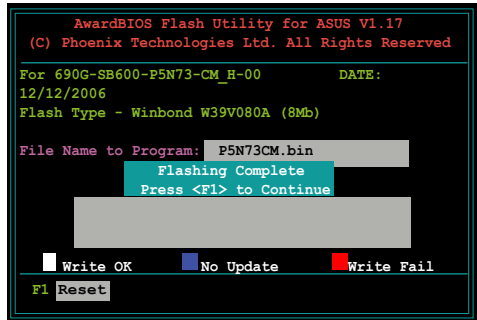 AwardBIOS Flash Utility for ASUS V1.17
(C) Phoenix Technologies Ltd. All Rights Reserved
For 690G-SB600-P5N73-CM_H-00 DATE:
12/12/2006
Flash Type - Winbond W39V080A (8Mb)
File Name to Program: P5N73CM.bin
Flashing Complete
Press <F1> to Continue
Write OK No Update Write Fail
F1 Reset